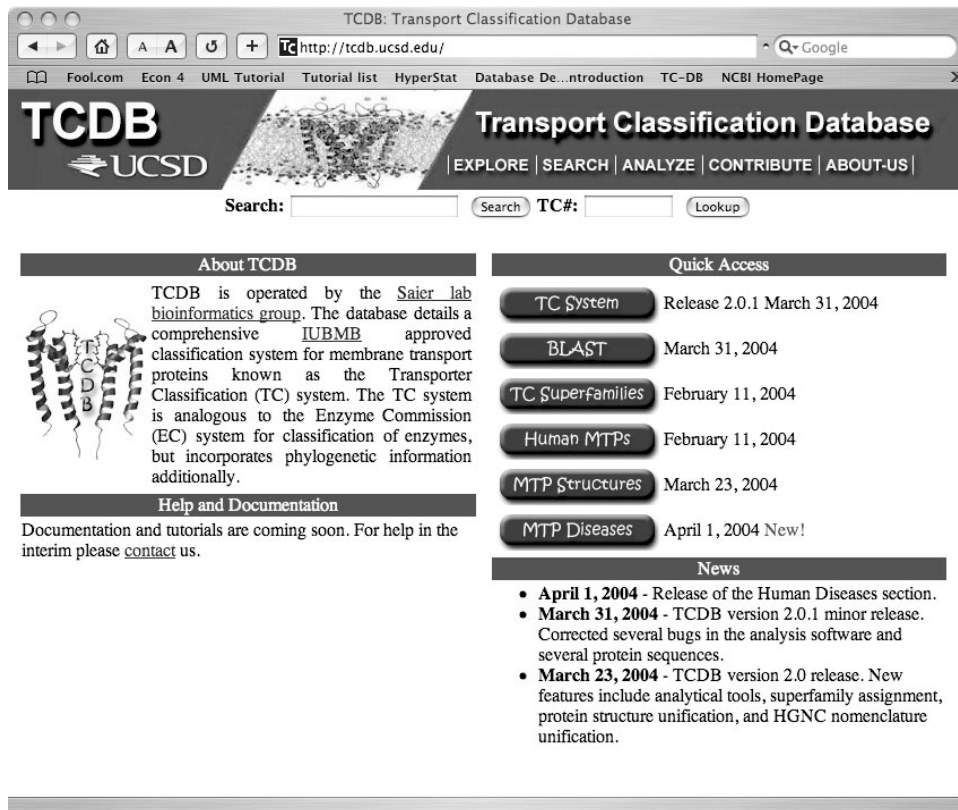 TCDB: Transport Classification Database
A A http://tcdb.ucsd.edu/ Google
Fool.com Econ 4 UML Tutorial Tutorial list HyperStat Database De...ntroduction TC-DB NCBI HomePage
TCDB
UCSD
Transport Classification Database
|EXPLORE|SEARCH|ANALYZE|CONTRIBUTE|ABOUT-US|
Search: Search TC#: Lookup
About TCDB
TCDB
TCDB is operated by the Saier lab
bioinformatics group. The database details a
comprehensive IUBMB approved
classification system for membrane transport
proteins known as the Transporter
Classification (TC) system. The TC system
is analogous to the Enzyme Commission
(EC) system for classification of enzymes,
but incorporates phylogenetic information
additionally.
Help and Documentation
Documentation and tutorials are coming soon. For help in the
interim please contact us.
Quick Access
TC System Release 2.0.1 March 31, 2004
BLAST March 31, 2004
TC Superfamilies February 11, 2004
Human MTPs February 11, 2004
MTP Structures March 23, 2004
MTP Diseases April 1, 2004 New!
News
• April 1, 2004 - Release of the Human Diseases section.
• March 31, 2004 - TCDB version 2.0.1 minor release.
Corrected several bugs in the analysis software and
several protein sequences.
• March 23, 2004 - TCDB version 2.0 release. New
features include analytical tools, superfamily assignment,
protein structure unification, and HGNC nomenclature
unification.